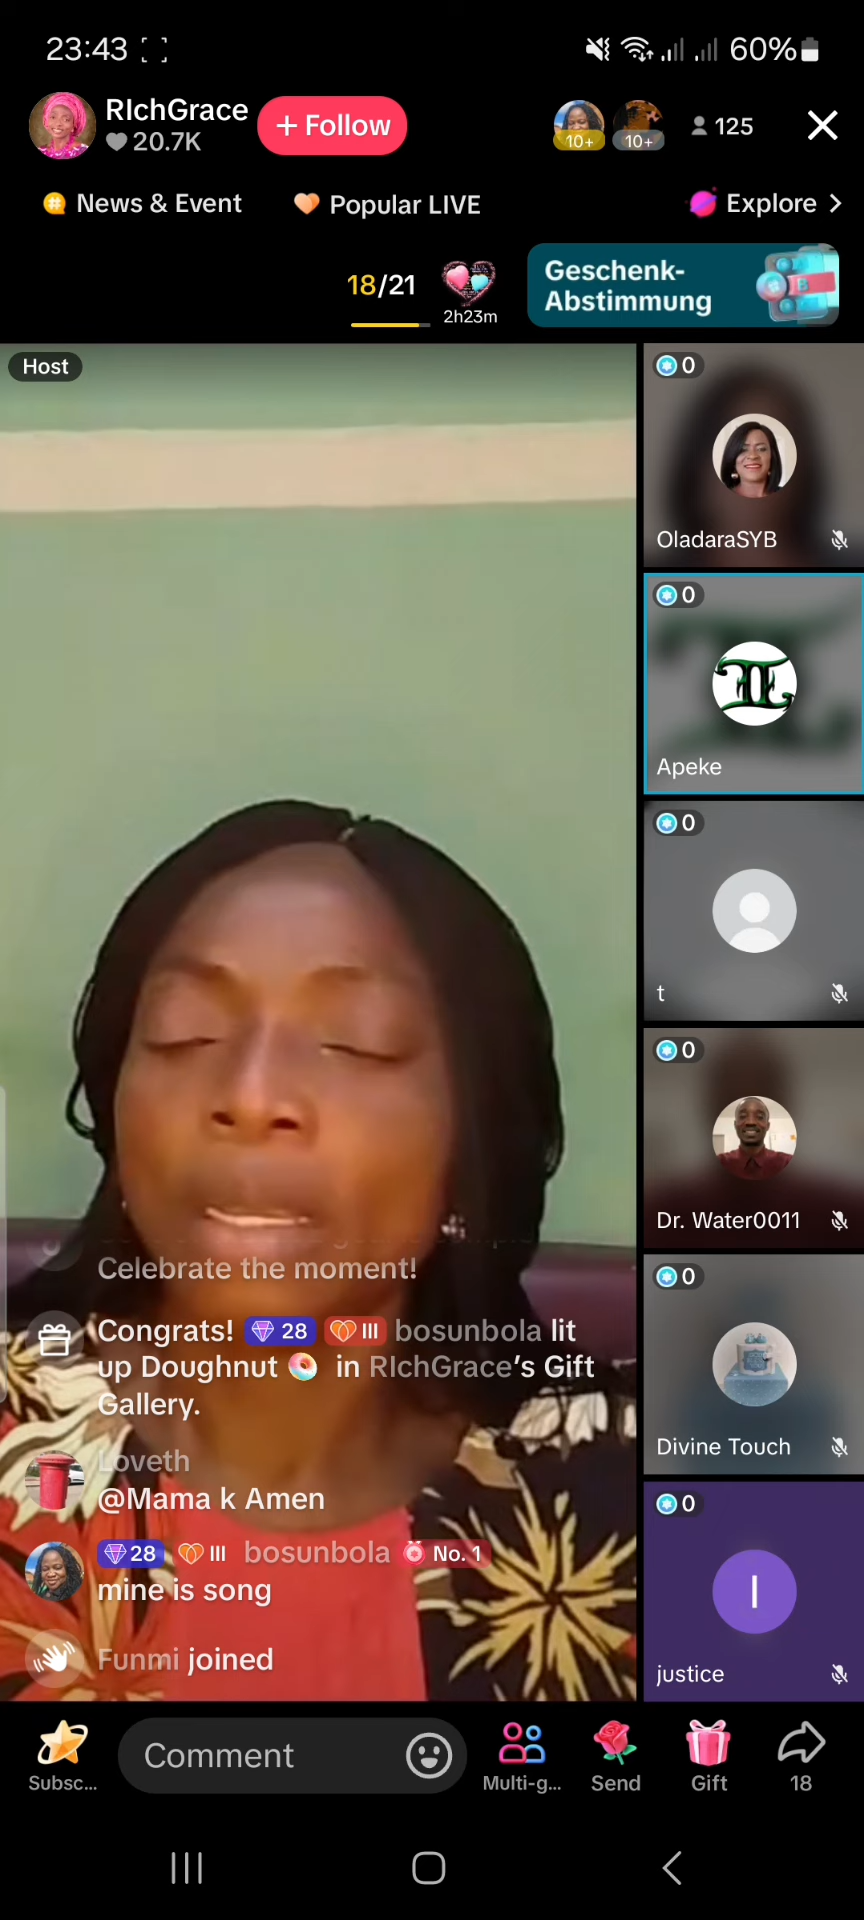 23:43
60%
RIchGrace
20.7K
+ Follow
10+
10+
125
News & Event
Popular LIVE
Explore
18/21
2h23m
Geschenk-
Abstimmung
Host
0
OladaraSYB
0
Apeke
0
t
0
Dr. Water0011
0
Divine Touch
0
I
justice
Celebrate the moment!
Congrats! 28 III bosunbola lit
up Doughnut 🍩 in RIchGrace's Gift
Gallery.
Loveth
@Mama k Amen
28 III bosunbola No. 1
mine is song
Funmi joined
Subsc...
Comment
Multi-g...
Send
Gift
18